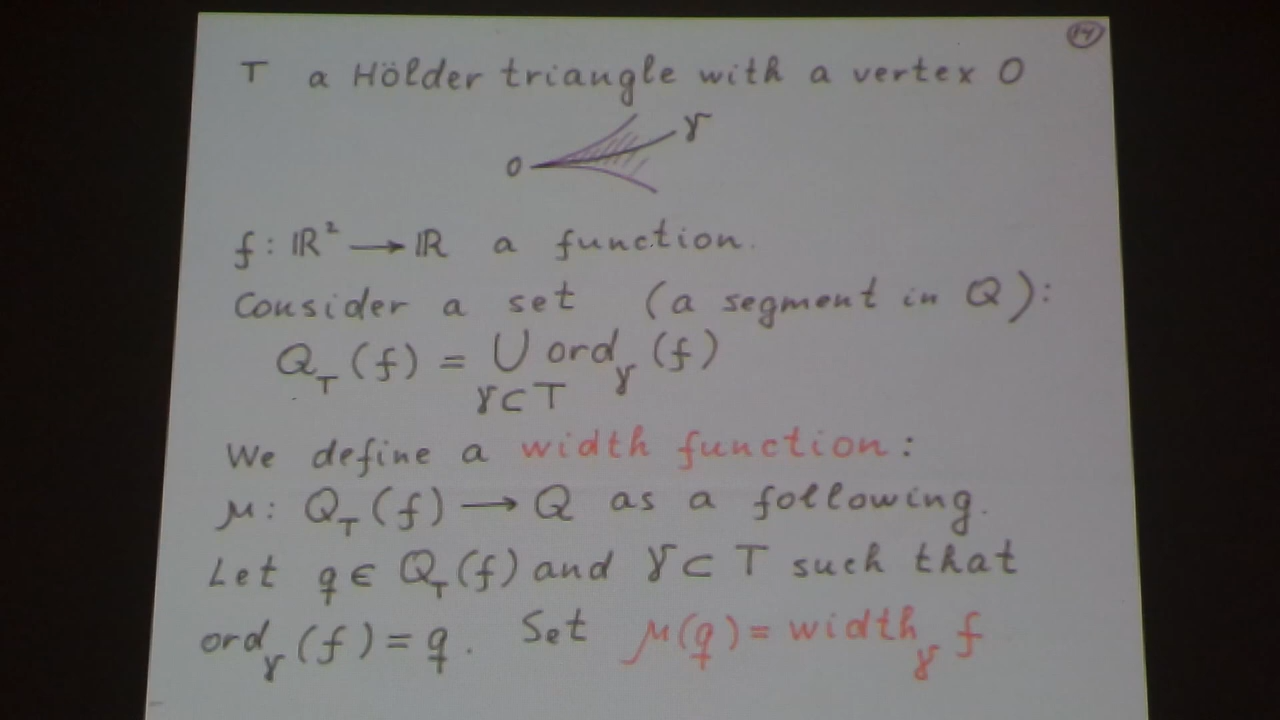 14
T a Hölder triangle with a vertex O
γ
O
f: ℝ² → ℝ a function.
Consider a set (a segment in Q):
Q_T(f) = ∪ ord_γ(f)
γ⊂T
We define a width function:
μ: Q_T(f) → Q as a following.
Let q ∈ Q_T(f) and γ ⊂ T such that
ord_γ(f) = q. Set μ(q) = width_γ f